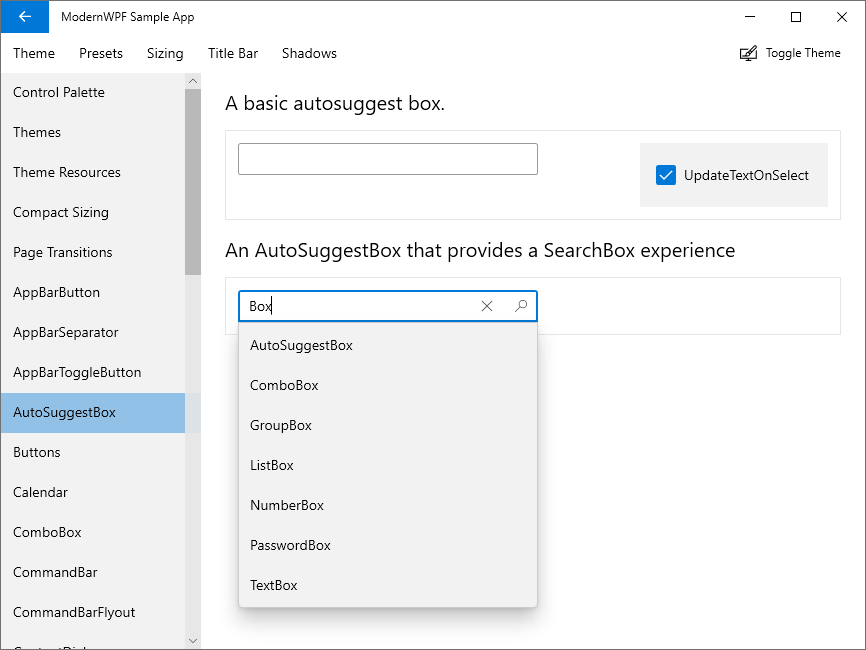 ModernWPF Sample App
Theme Presets Sizing Title Bar Shadows Toggle Theme
Control Palette
Themes
Theme Resources
Compact Sizing
Page Transitions
AppBarButton
AppBarSeparator
AppBarToggleButton
AutoSuggestBox
Buttons
Calendar
ComboBox
CommandBar
CommandBarFlyout
A basic autosuggest box.
UpdateTextOnSelect
An AutoSuggestBox that provides a SearchBox experience
Box
AutoSuggestBox
ComboBox
GroupBox
ListBox
NumberBox
PasswordBox
TextBox